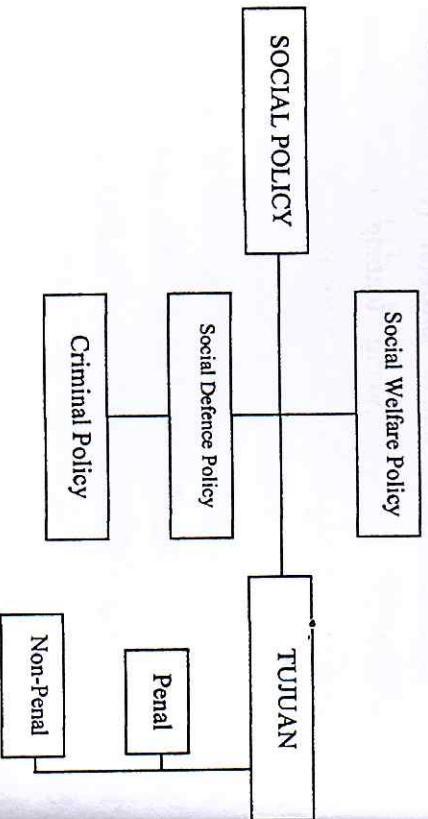 Social Welfare Policy
SOCIAL POLICY
TUJUAN
Social Defence Policy
Penal
Criminal Policy
Non-Penal